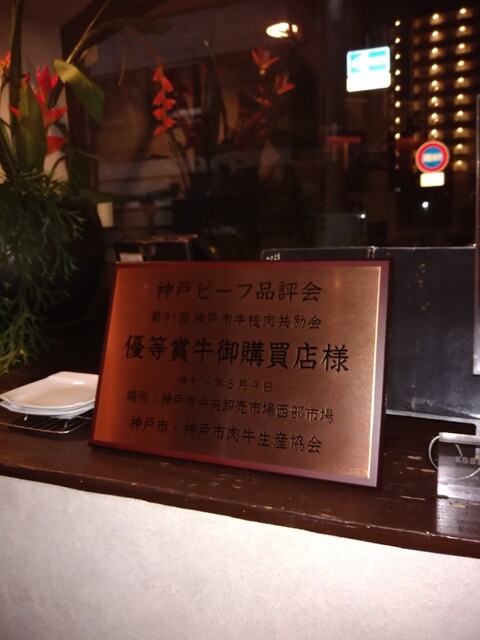 神戸ビーフ品評会
第91回 神戸市牛枝肉共励会
優等賞牛御購買店様
年5月9日
場所:神戸市中央卸売市場西部市場
神戸市・神戸市肉牛生産協会
KOBE